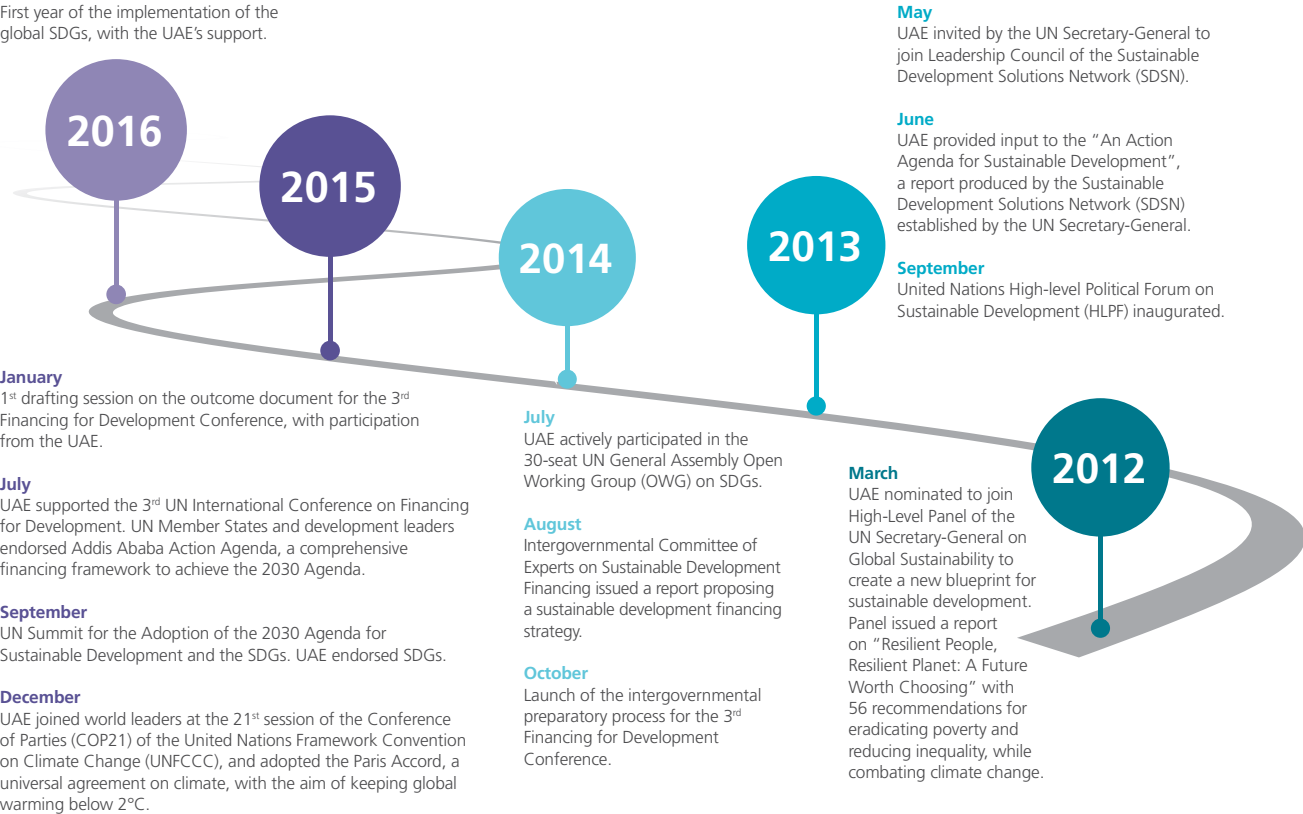 First year of the implementation of the
global SDGs, with the UAE's support.
2016
2015
January
1st drafting session on the outcome document for the 3rd
Financing for Development Conference, with participation
from the UAE.
July
UAE supported the 3rd UN International Conference on Financing
for Development. UN Member States and development leaders
endorsed Addis Ababa Action Agenda, a comprehensive
financing framework to achieve the 2030 Agenda.
September
UN Summit for the Adoption of the 2030 Agenda for
Sustainable Development and the SDGs. UAE endorsed SDGs.
December
UAE joined world leaders at the 21st session of the Conference
of Parties (COP21) of the United Nations Framework Convention
on Climate Change (UNFCCC), and adopted the Paris Accord, a
universal agreement on climate, with the aim of keeping global
warming below 2°C.
2014
July
UAE actively participated in the
30-seat UN General Assembly Open
Working Group (OWG) on SDGs.
August
Intergovernmental Committee of
Experts on Sustainable Development
Financing issued a report proposing
a sustainable development financing
strategy.
October
Launch of the intergovernmental
preparatory process for the 3rd
Financing for Development
Conference.
2013
May
UAE invited by the UN Secretary-General to
join Leadership Council of the Sustainable
Development Solutions Network (SDSN).
June
UAE provided input to the “An Action
Agenda for Sustainable Development”,
a report produced by the Sustainable
Development Solutions Network (SDSN)
established by the UN Secretary-General.
September
United Nations High-level Political Forum on
Sustainable Development (HLPF) inaugurated.
2012
March
UAE nominated to join
High-Level Panel of the
UN Secretary-General on
Global Sustainability to
create a new blueprint for
sustainable development.
Panel issued a report
on “Resilient People,
Resilient Planet: A Future
Worth Choosing” with
56 recommendations for
eradicating poverty and
reducing inequality, while
combating climate change.